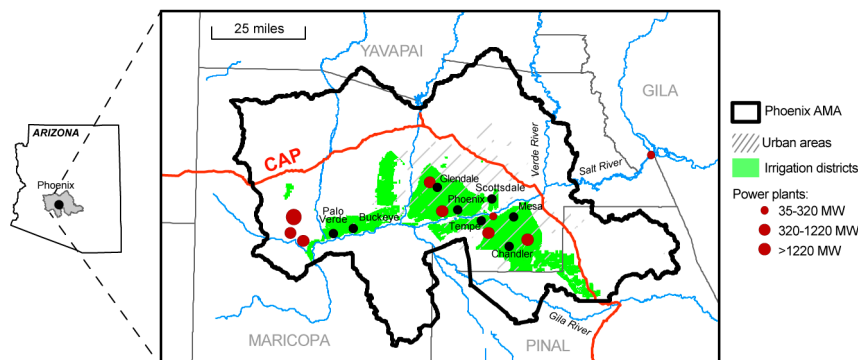 25 miles
YAVAPAI
GILA
ARIZONA
Phoenix
CAP
Verde River
Salt River
Glendale
Phoenix
Scottsdale
Mesa
Tempe
Chandler
Palo
Verde
Buckeye
Gila River
MARICOPA
PINAL
Phoenix AMA
Urban areas
Irrigation districts
Power plants:
35-320 MW
320-1220 MW
>1220 MW